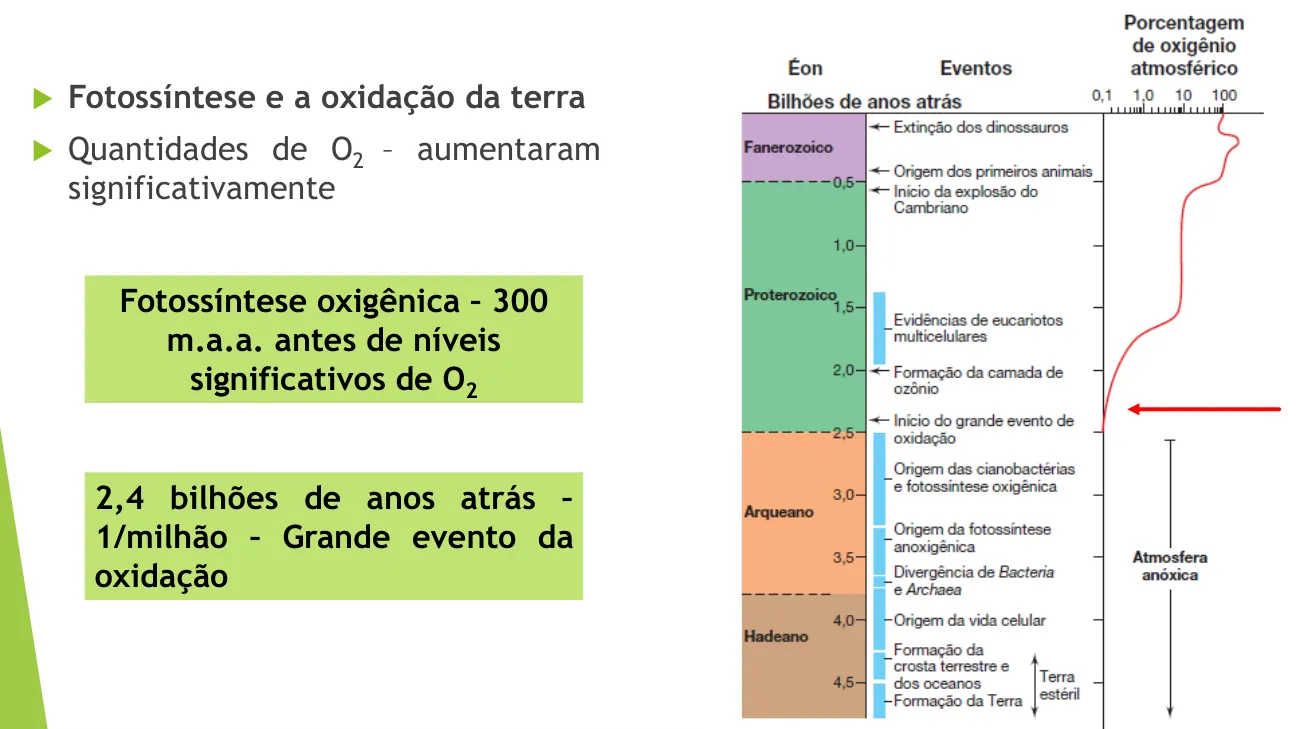 Fotossíntese e a oxidação da terra
Quantidades de O2 – aumentaram
significativamente
Fotossíntese oxigênica – 300
m.a.a. antes de níveis
significativos de O2
2,4 bilhões de anos atrás –
1/milhão – Grande evento da
oxidação
Porcentagem
de oxigênio
atmosférico
Éon
Eventos
Bilhões de anos atrás
0,1 1,0 10 100
Fanerozoico
Extinção dos dinossauros
Origem dos primeiros animais
0,5
Início da explosão do
Cambriano
1,0
Proterozoico
1,5
Evidências de eucariotos
multicelulares
2,0
Formação da camada de
ozônio
Início do grande evento de
oxidação
2,5
Origem das cianobactérias
e fotossíntese oxigênica
3,0
Arqueano
Origem da fotossíntese
anoxigênica
3,5
Divergência de Bacteria
e Archaea
Atmosfera
anóxica
4,0
Origem da vida celular
Hadeano
Formação da
crosta terrestre e
dos oceanos
4,5
Formação da Terra
Terra
estéril